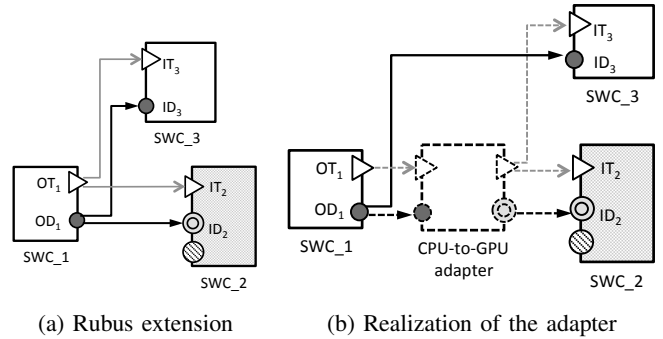 IT3
ID3
SWC_3
OT1
OD1
SWC_1
IT2
ID2
SWC_2
(a) Rubus extension
IT3
ID3
SWC_3
OT1
OD1
SWC_1
CPU-to-GPU
adapter
IT2
ID2
SWC_2
(b) Realization of the adapter